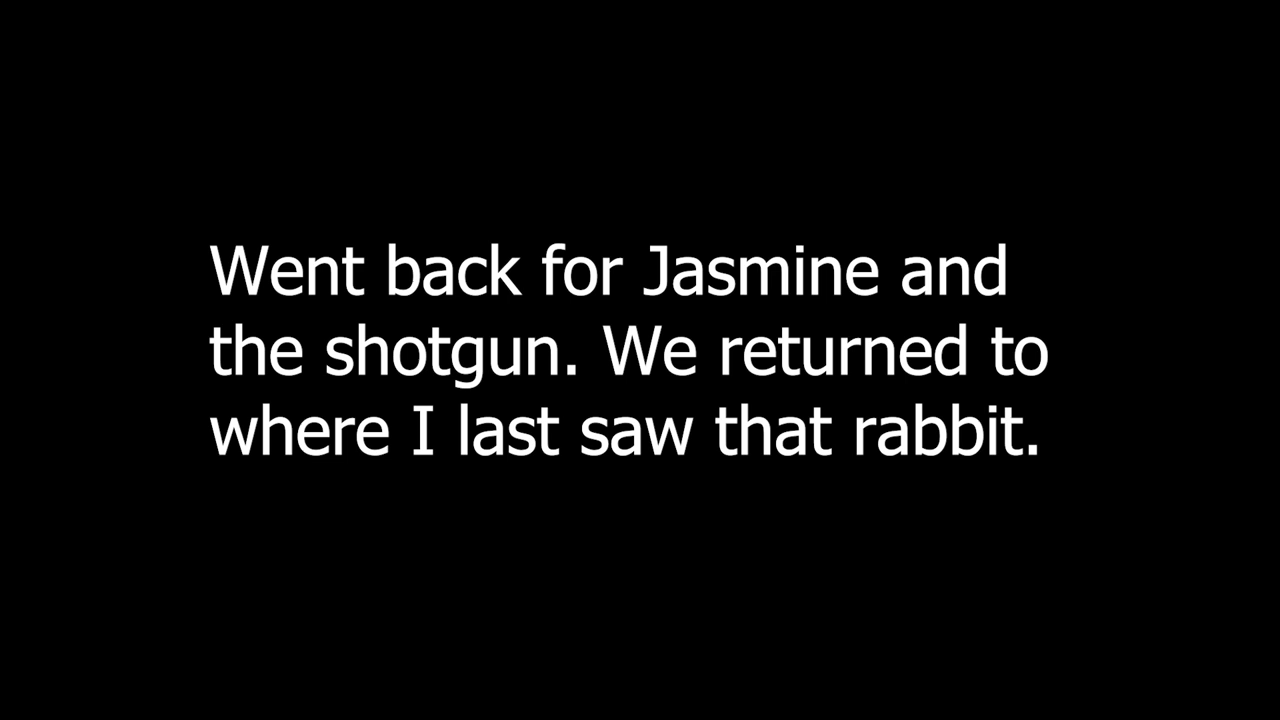 Went back for Jasmine and
the shotgun. We returned to
where I last saw that rabbit.